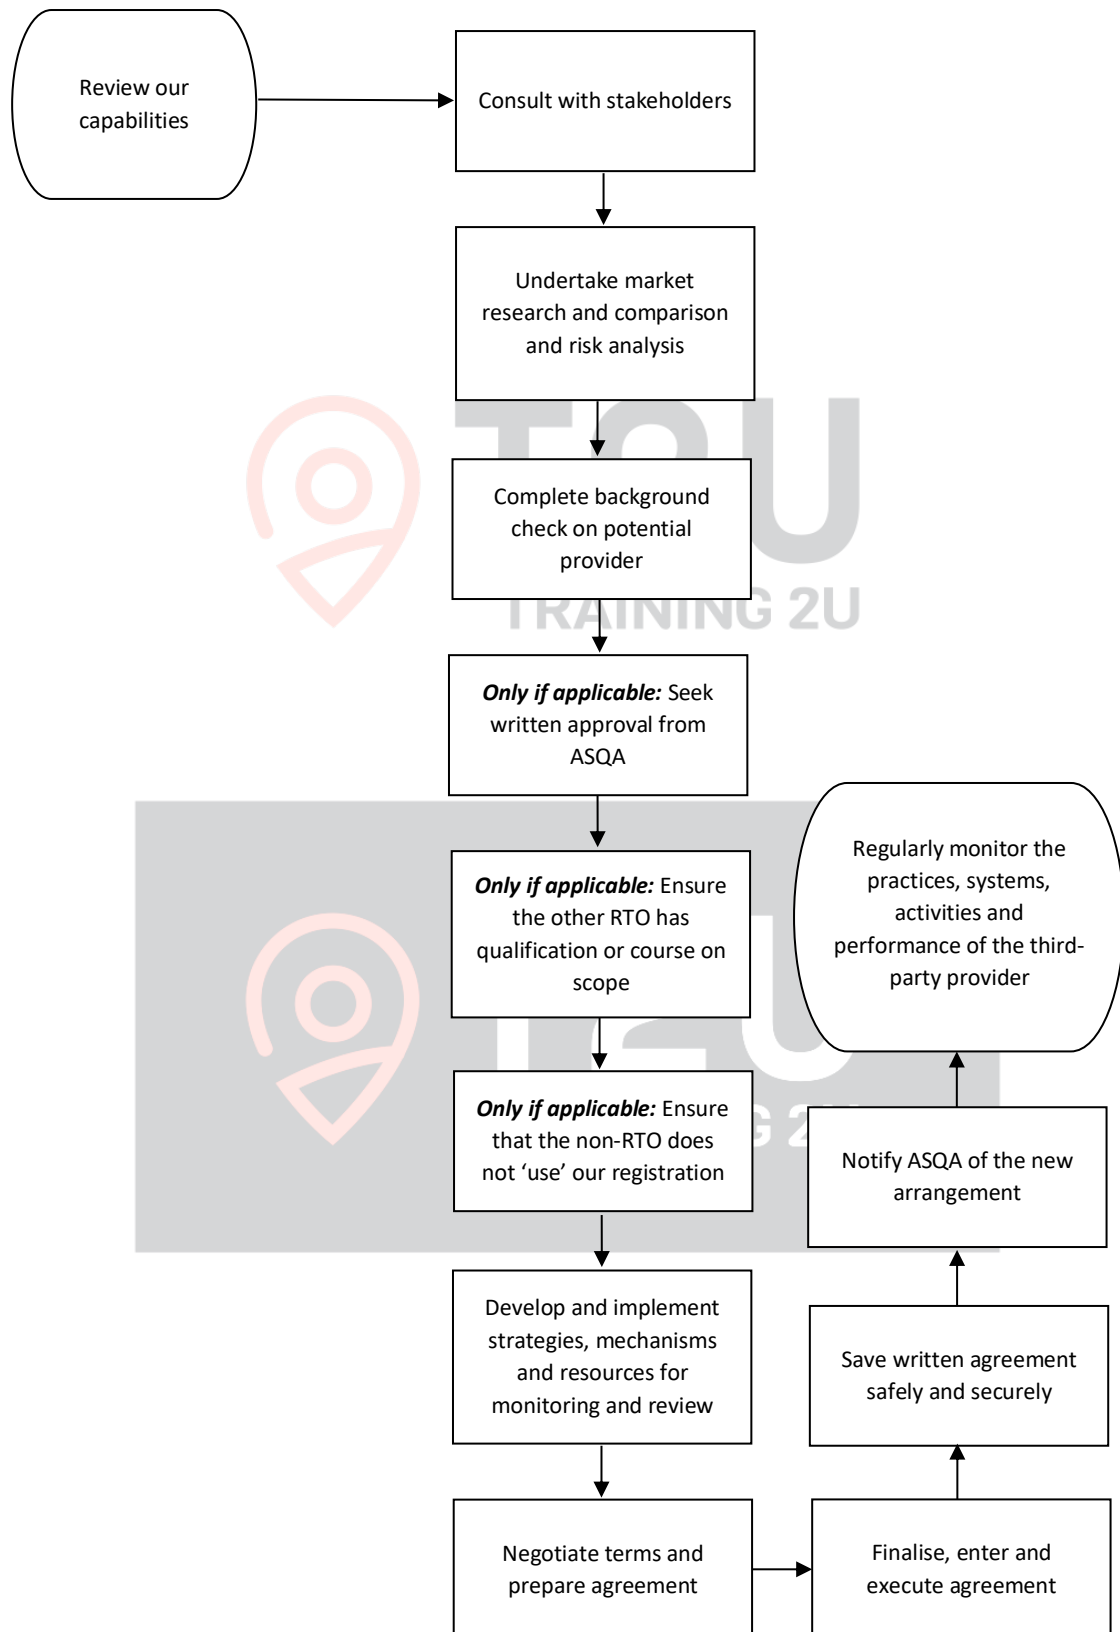 Review our
capabilities
Consult with stakeholders
Undertake market
research and comparison
and risk analysis
T2U
Complete background
check on potential
provider
TRAINING 2U
Only if applicable: Seek
written approval from
ASQA
Only if applicable: Ensure
the other RTO has
qualification or course on
scope
T2U
Only if applicable: Ensure
that the non-RTO does
not ‘use’ our registration
G 2
Develop and implement
strategies, mechanisms
and resources for
monitoring and review
Negotiate terms and
prepare agreement
Finalise, enter and
execute agreement
Save written agreement
safely and securely
Notify ASQA of the new
arrangement
Regularly monitor the
practices, systems,
activities and
performance of the third-
party provider